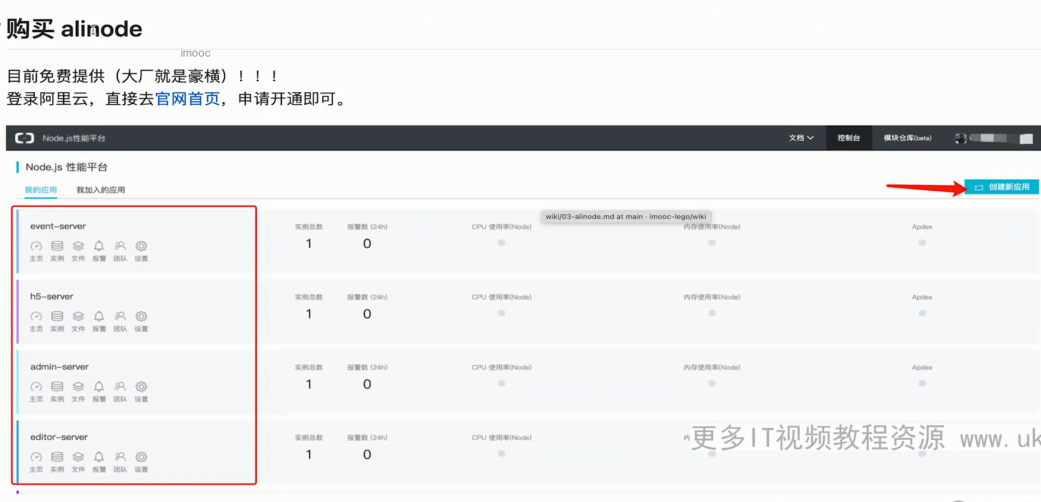 购买 alinode
imooc
目前免费提供（大厂就是豪横）！！！
登录阿里云，直接去官网首页，申请开通即可。
Node.js性能平台 文档 控制台 模块仓库(beta)
Node.js 性能平台
我的应用 我加入的应用 创建新应用
wiki/03-alinode.md at main · imooc-lego/wiki
event-server 实例总数 报警数 (24h) CPU 使用率(Node) 内存使用率(Node) Apdex
1 0
主页 实例 文件 报警 团队 设置
h5-server 实例总数 报警数 (24h) CPU 使用率(Node) 内存使用率(Node) Apdex
1 0
主页 实例 文件 报警 团队 设置
admin-server 实例总数 报警数 (24h) CPU 使用率(Node) 内存使用率(Node) Apdex
1 0
主页 实例 文件 报警 团队 设置
editor-server 实例总数 报警数 (24h) CPU 使用率(Node) 内
1 0
主页 实例 文件 报警 团队 设置
更多IT视频教程资源 www. uk